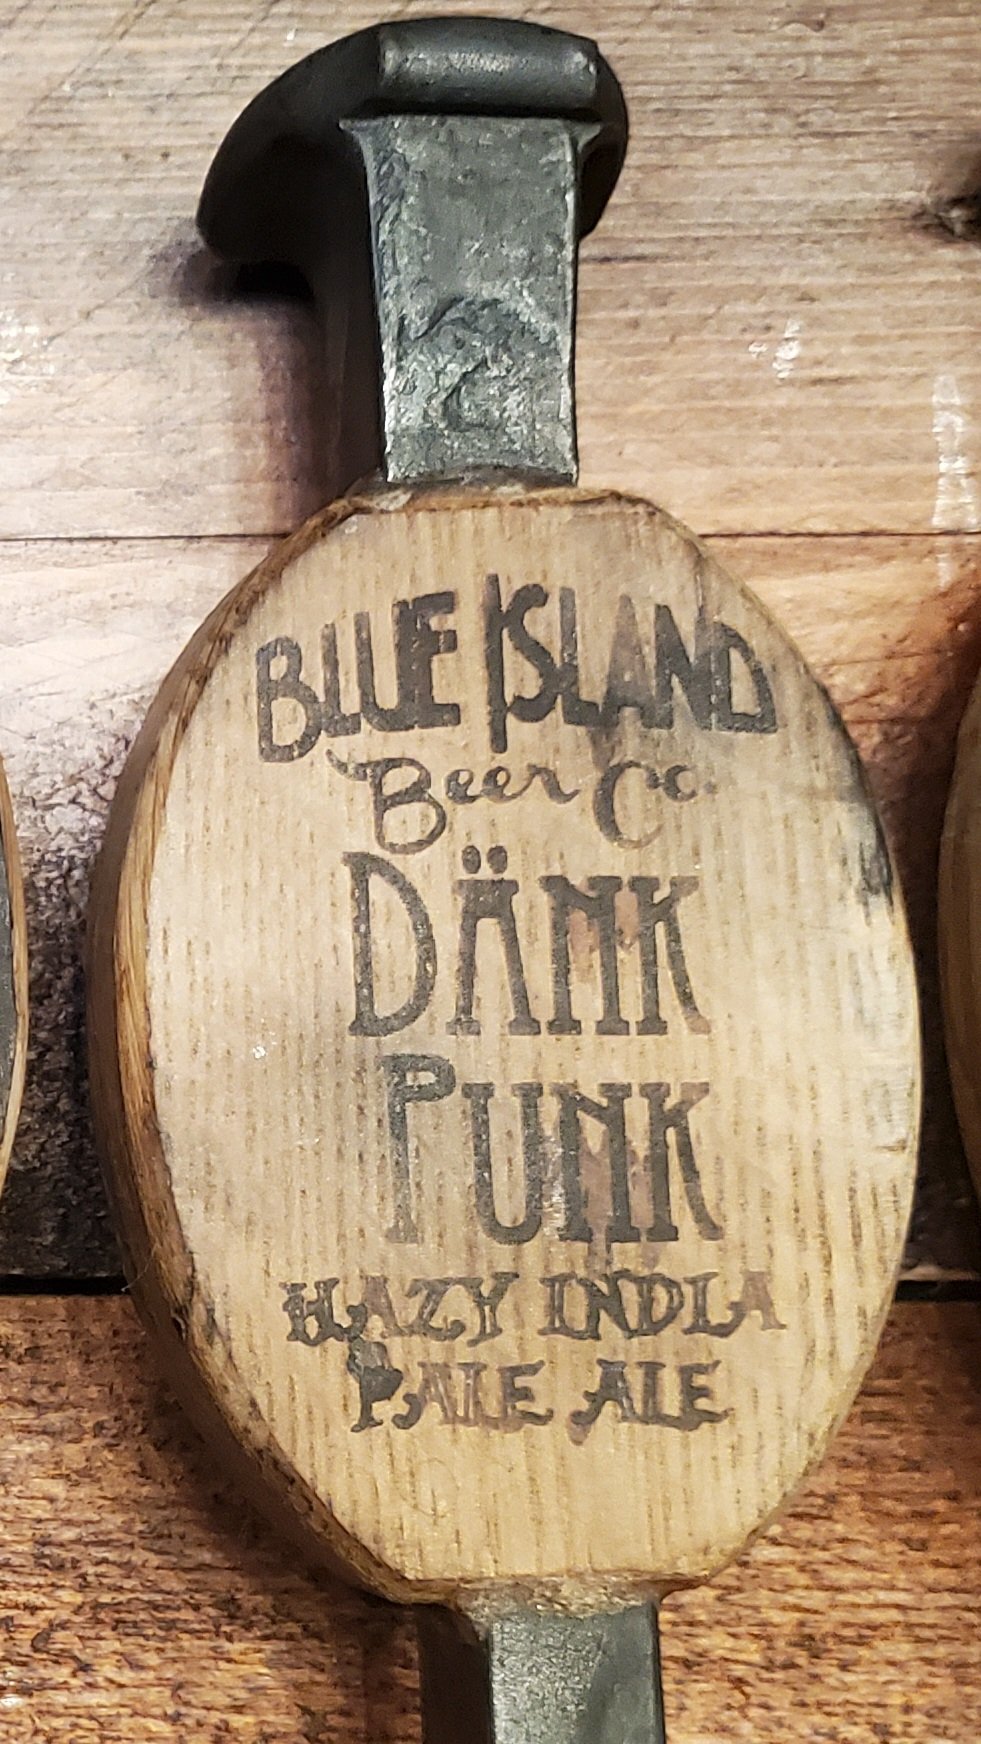 BLUE ISLAND
Beer Co.
DÄNK
PUNK
HAZY INDIA
PALE ALE